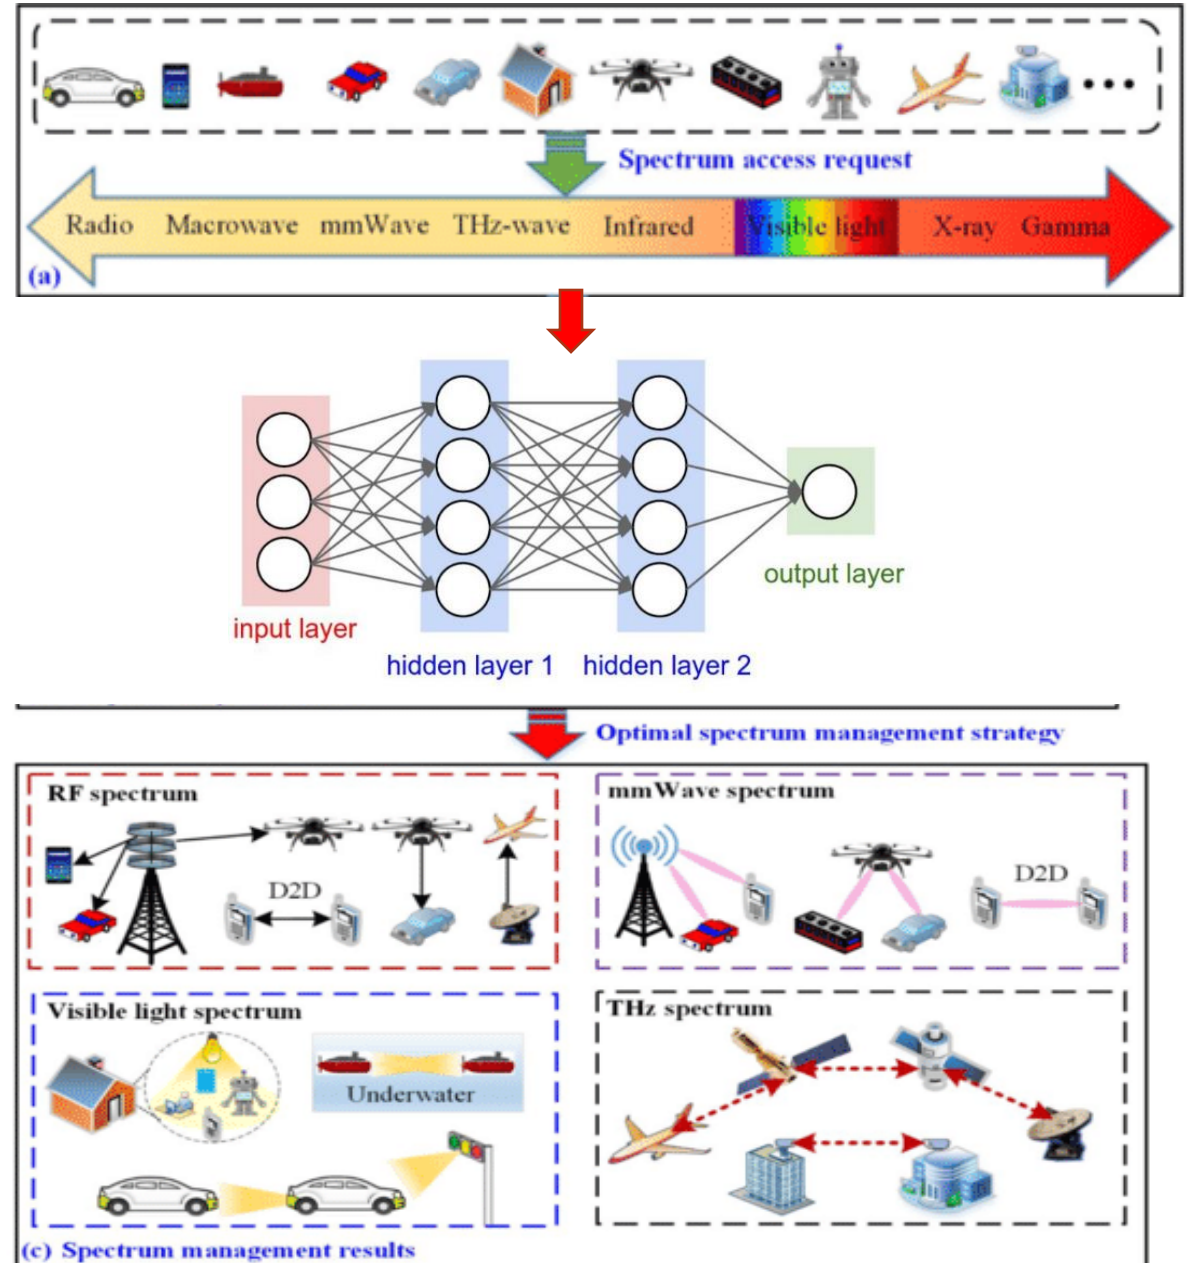 Spectrum access request
Radio Macrowave mmWave THz-wave Infrared Visible light X-ray Gamma
(a)
input layer
hidden layer 1
hidden layer 2
output layer
Optimal spectrum management strategy
RF spectrum
D2D
mmWave spectrum
D2D
Visible light spectrum
Underwater
THz spectrum
(c) Spectrum management results